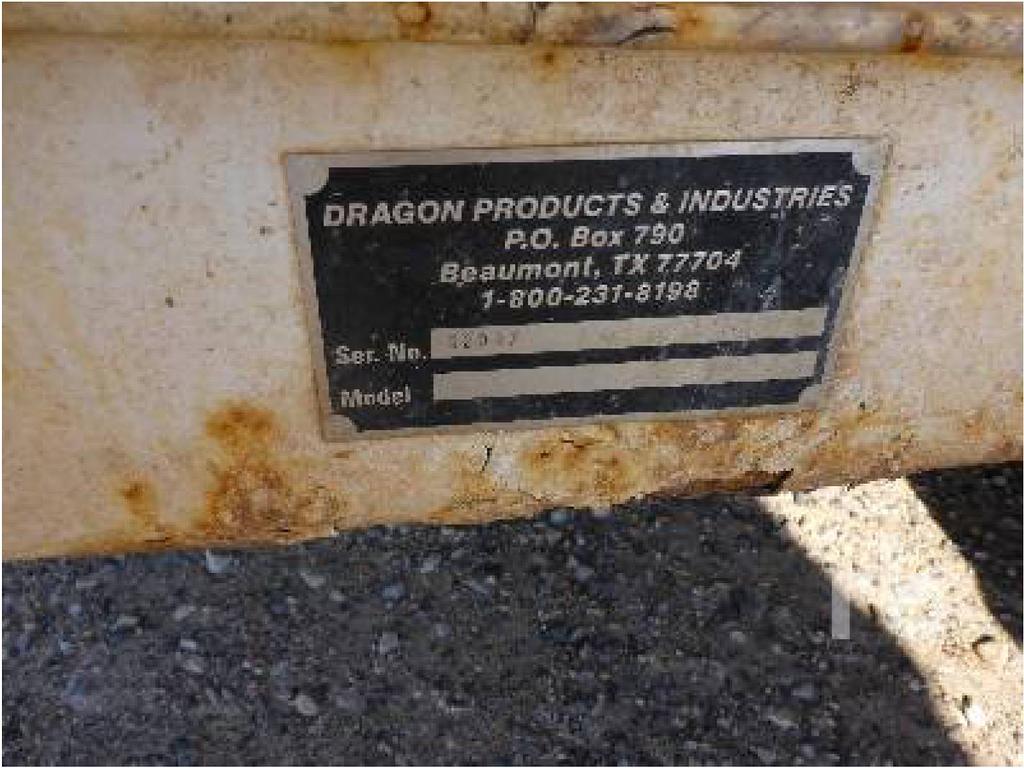 DRAGON PRODUCTS & INDUSTRIES
P.O. Box 790
Beaumont, TX 77704
1-800-231-8198
Ser. No.
Model